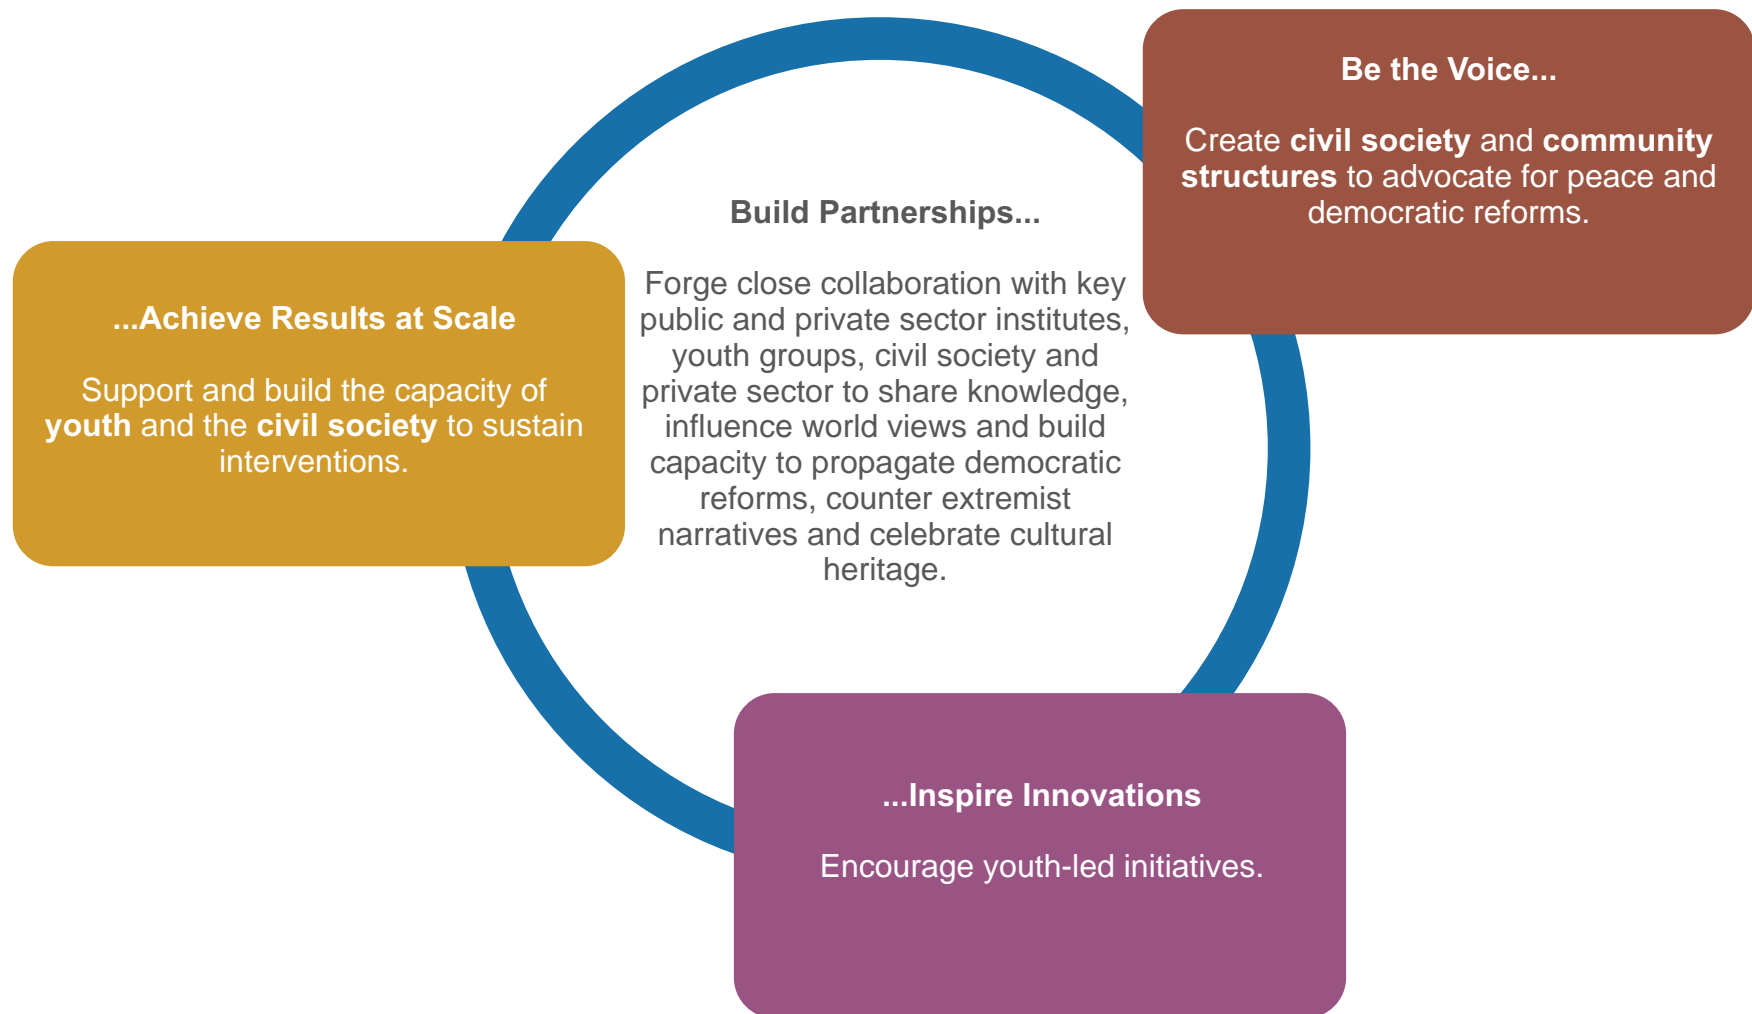 Be the Voice...
Create civil society and community
structures to advocate for peace and
democratic reforms.
Build Partnerships...
Forge close collaboration with key
public and private sector institutes,
youth groups, civil society and
private sector to share knowledge,
influence world views and build
capacity to propagate democratic
reforms, counter extremist
narratives and celebrate cultural
heritage.
...Achieve Results at Scale
Support and build the capacity of
youth and the civil society to sustain
interventions.
...Inspire Innovations
Encourage youth-led initiatives.